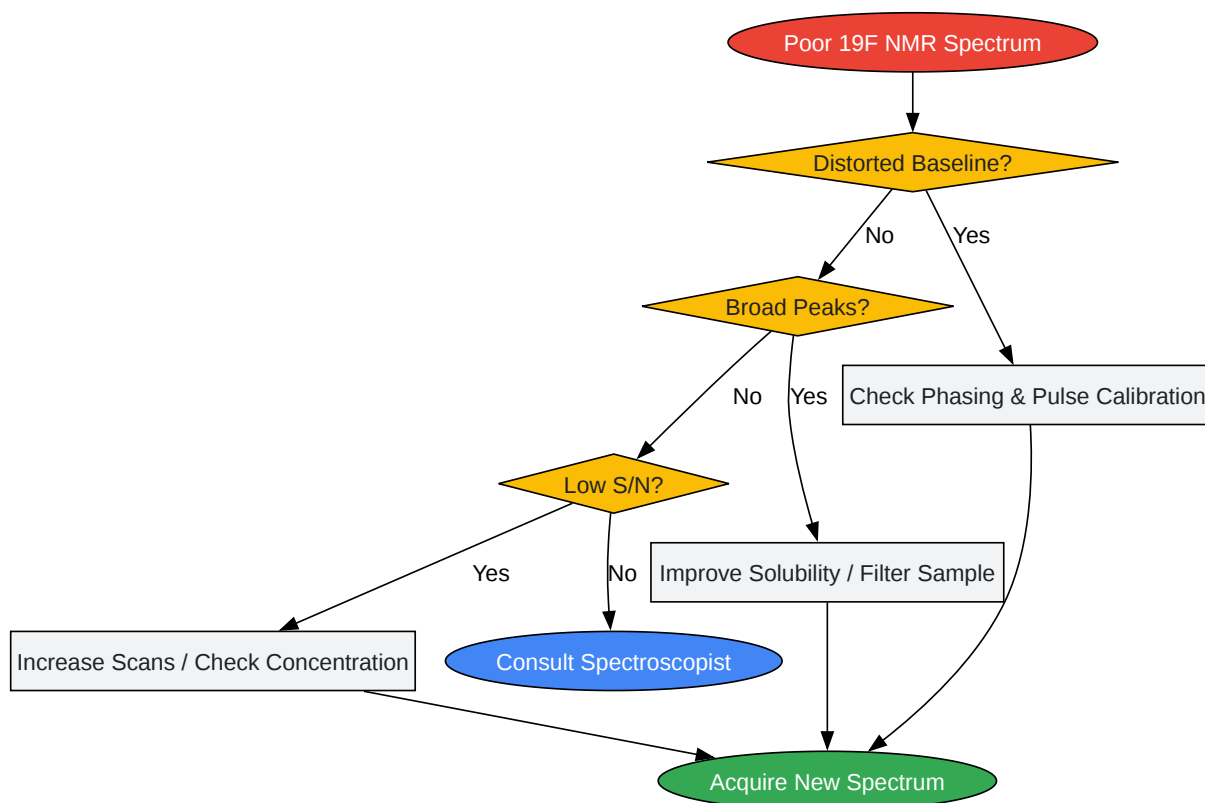 Poor 19F NMR Spectrum
Distorted Baseline?
No
Yes
Broad Peaks?
No
Yes
Check Phasing & Pulse Calibration
Low S/N?
Yes
No
Improve Solubility / Filter Sample
Increase Scans / Check Concentration
Consult Spectroscopist
Acquire New Spectrum